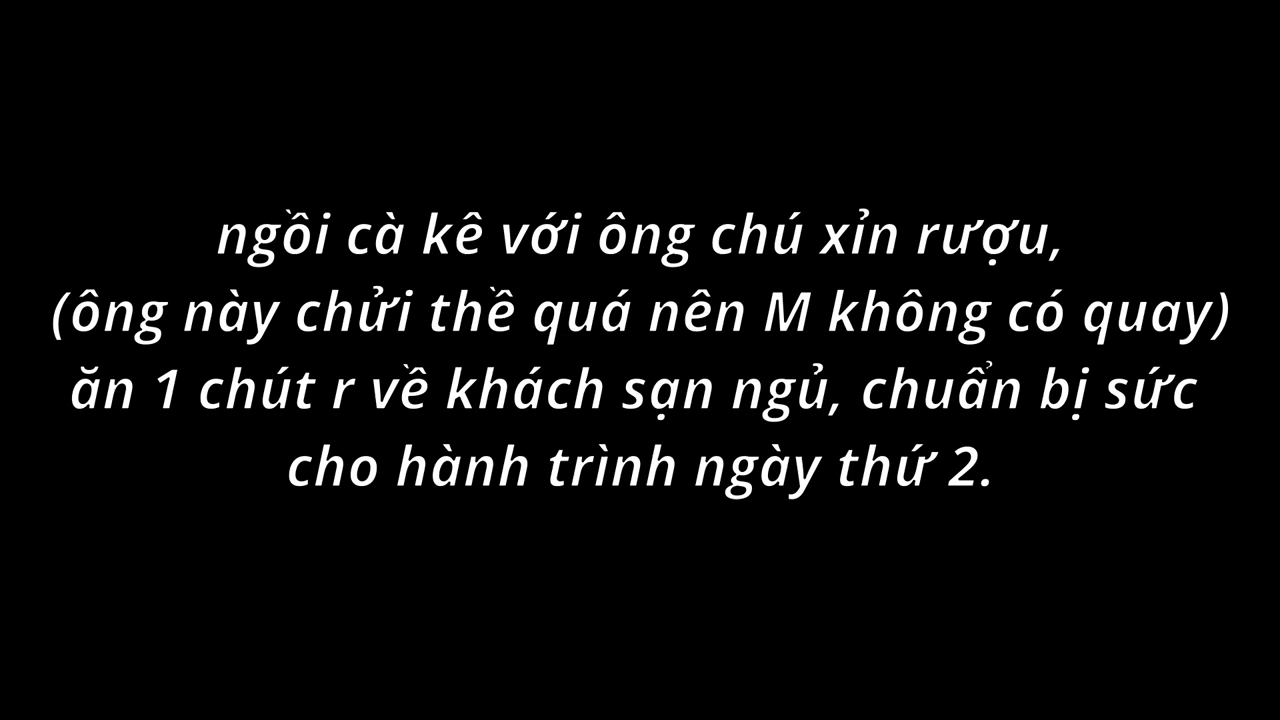 ngồi cà kê với ông chú xỉn rượu,
(ông này chửi thề quá nên M không có quay)
ăn 1 chút r về khách sạn ngủ, chuẩn bị sức
cho hành trình ngày thứ 2.